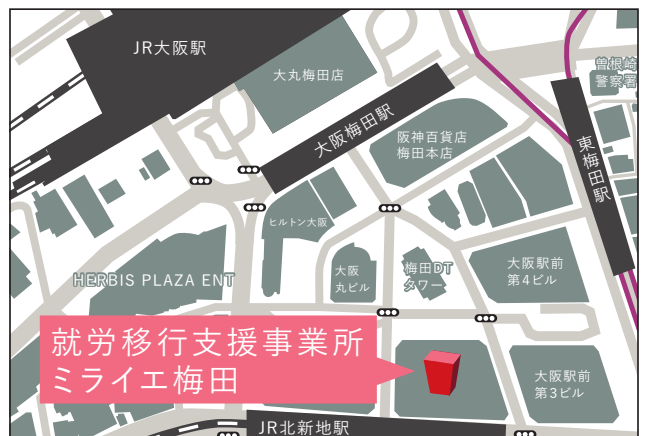 JR大阪駅
大丸梅田店
曽根崎
警察署
大阪梅田駅
阪神百貨店
梅田本店
東梅田駅
ヒルトン大阪
HERBIS PLAZA ENT
大阪
丸ビル
梅田DT
タワー
大阪駅前
第4ビル
就労移行支援事業所
ミライエ梅田
大阪駅前
第3ビル
JR北新地駅